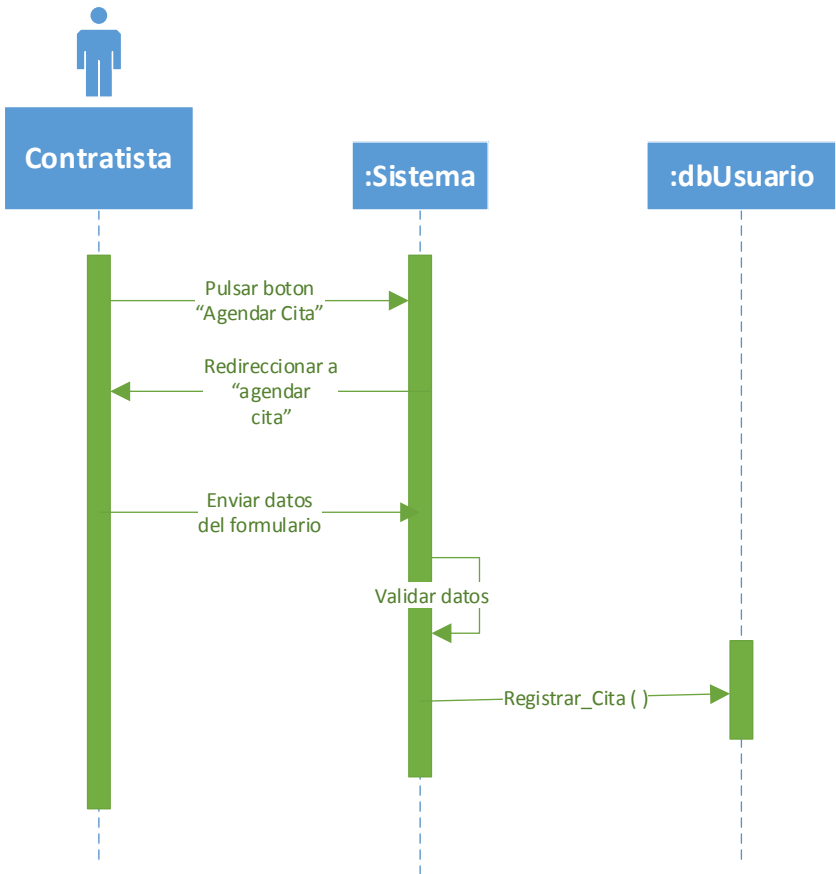 Contratista
:Sistema
:dbUsuario
Pulsar boton
“Agendar Cita”
Redireccionar a
“agendar
cita”
Enviar datos
del formulario
Validar datos
Registrar_Cita ( )